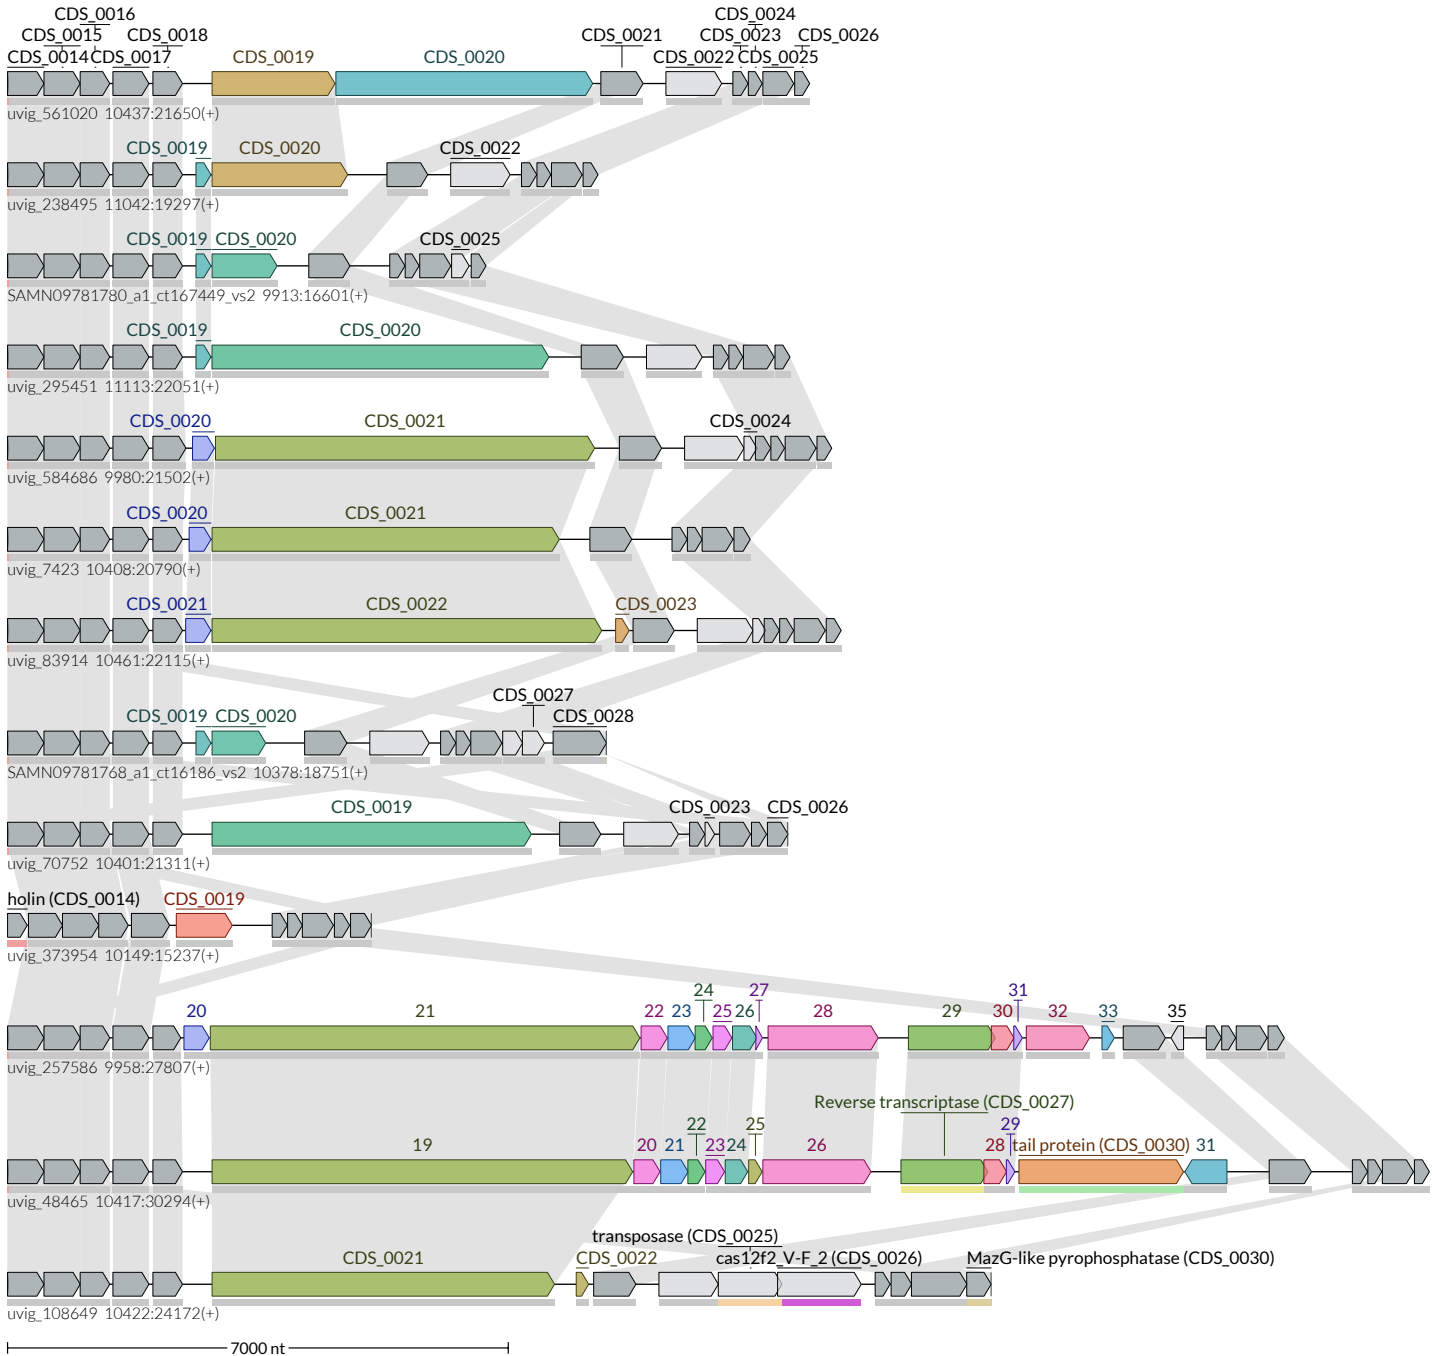 CDS_0016 CDS_0024
CDS_0015 CDS_0018 CDS_0021 CDS_0023 CDS_0026
CDS_0014 CDS_0017 CDS_0019 CDS_0020 CDS_0022 CDS_0025
uvig_561020 10437:21650(+)
CDS_0019 CDS_0020 CDS_0022
uvig_238495 11042:19297(+)
CDS_0019 CDS_0020 CDS_0025
SAMN09781780_a1_ct167449_vs2 9913:16601(+)
CDS_0019 CDS_0020
uvig_295451 11113:22051(+)
CDS_0020 CDS_0021 CDS_0024
uvig_584686 9980:21502(+)
CDS_0020 CDS_0021
uvig_7423 10408:20790(+)
CDS_0021 CDS_0022 CDS_0023
uvig_83914 10461:22115(+)
CDS_0027
CDS_0019 CDS_0020 CDS_0028
SAMN09781768_a1_ct16186_vs2 10378:18751(+)
CDS_0019 CDS_0023 CDS_0026
uvig_70752 10401:21311(+)
holin (CDS_0014) CDS_0019
uvig_373954 10149:15237(+)
24 27 31
20 21 22 23 25 26 28 29 30 32 33 35
uvig_257586 9958:27807(+)
Reverse transcriptase (CDS_0027)
22 25 29
19 20 21 23 24 26 28 tail protein (CDS_0030) 31
uvig_48465 10417:30294(+)
transposase (CDS_0025)
CDS_0021 CDS_0022 cas12f2_V-F_2 (CDS_0026) MazG-like pyrophosphatase (CDS_0030)
uvig_108649 10422:24172(+)
7000 nt